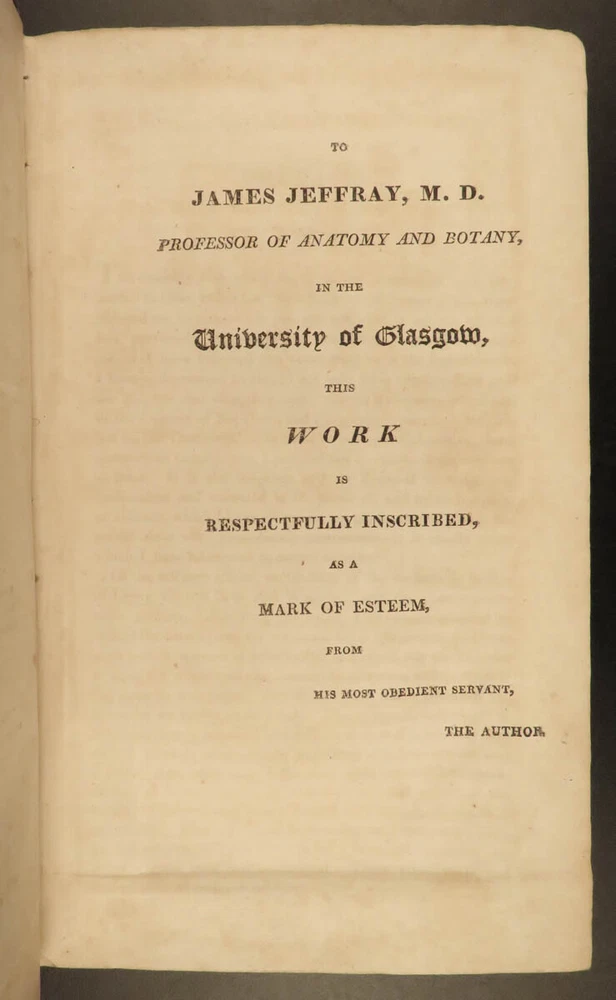 TO
JAMES JEFFRAY, M. D.
PROFESSOR OF ANATOMY AND BOTANY,
IN THE
University of Glasgow,
THIS
WORK
IS
RESPECTFULLY INSCRIBED,
AS A
MARK OF ESTEEM,
FROM
HIS MOST OBEDIENT SERVANT,
THE AUTHOR.